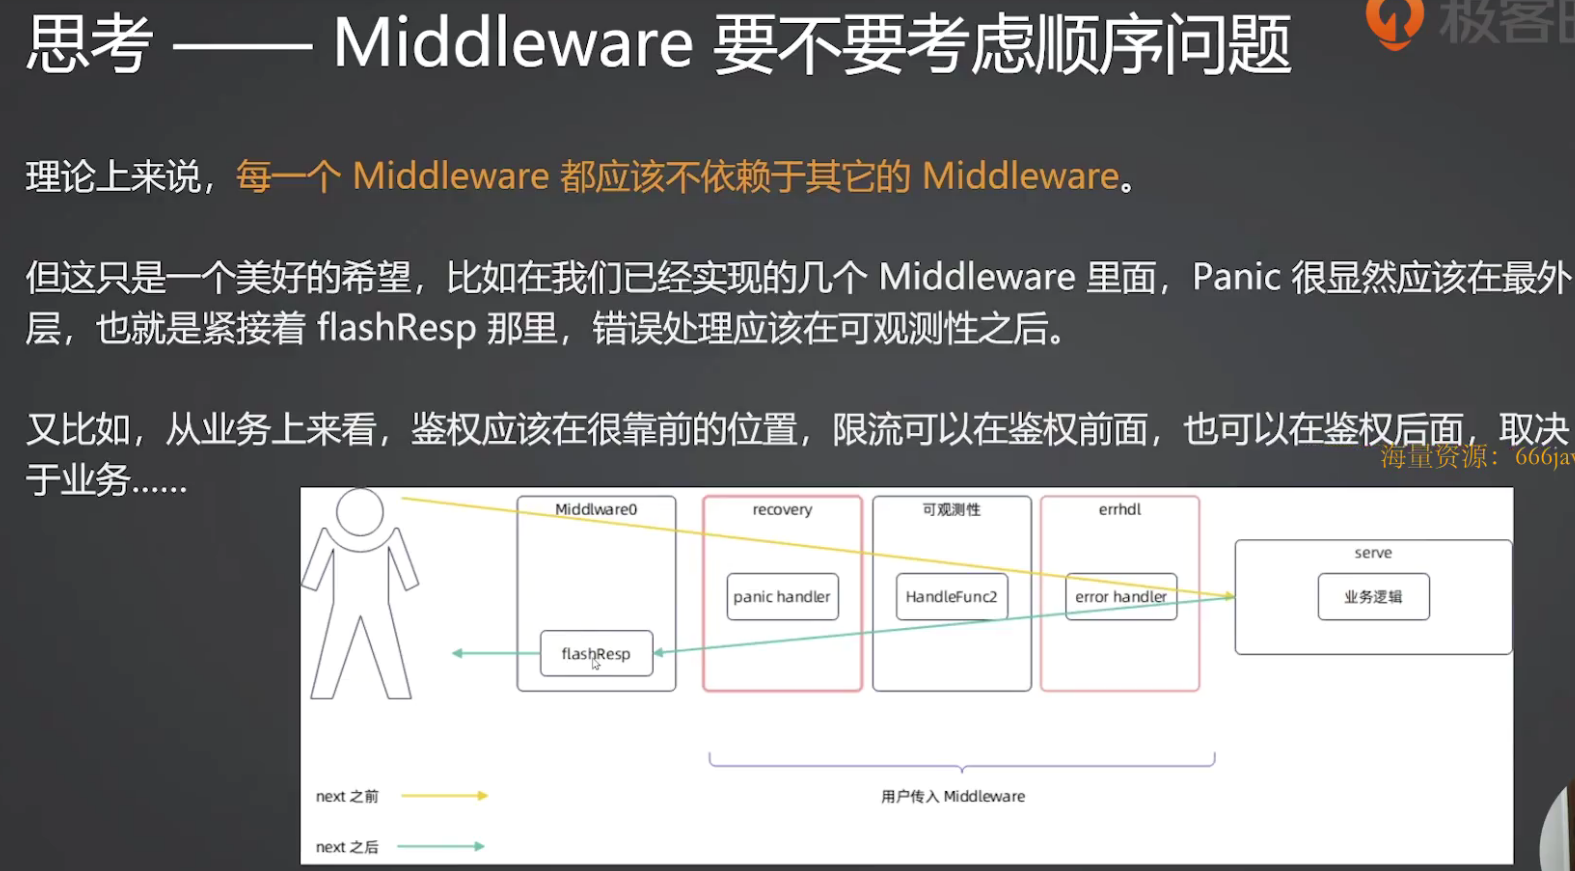 思考 —— Middleware 要不要考虑顺序问题
极客
理论上来说，每一个 Middleware 都应该不依赖于其它的 Middleware。
但这只是一个美好的希望，比如在我们已经实现的几个 Middleware 里面，Panic 很显然应该在最外
层，也就是紧接着 flashResp 那里，错误处理应该在可观测性之后。
又比如，从业务上来看，鉴权应该在很靠前的位置，限流可以在鉴权前面，也可以在鉴权后面，取决
于业务……
海量资源：666jav
Middlware0
recovery
可观测性
errhdl
serve
panic handler
HandleFunc2
error handler
业务逻辑
flashResp
next 之前
用户传入 Middleware
next 之后